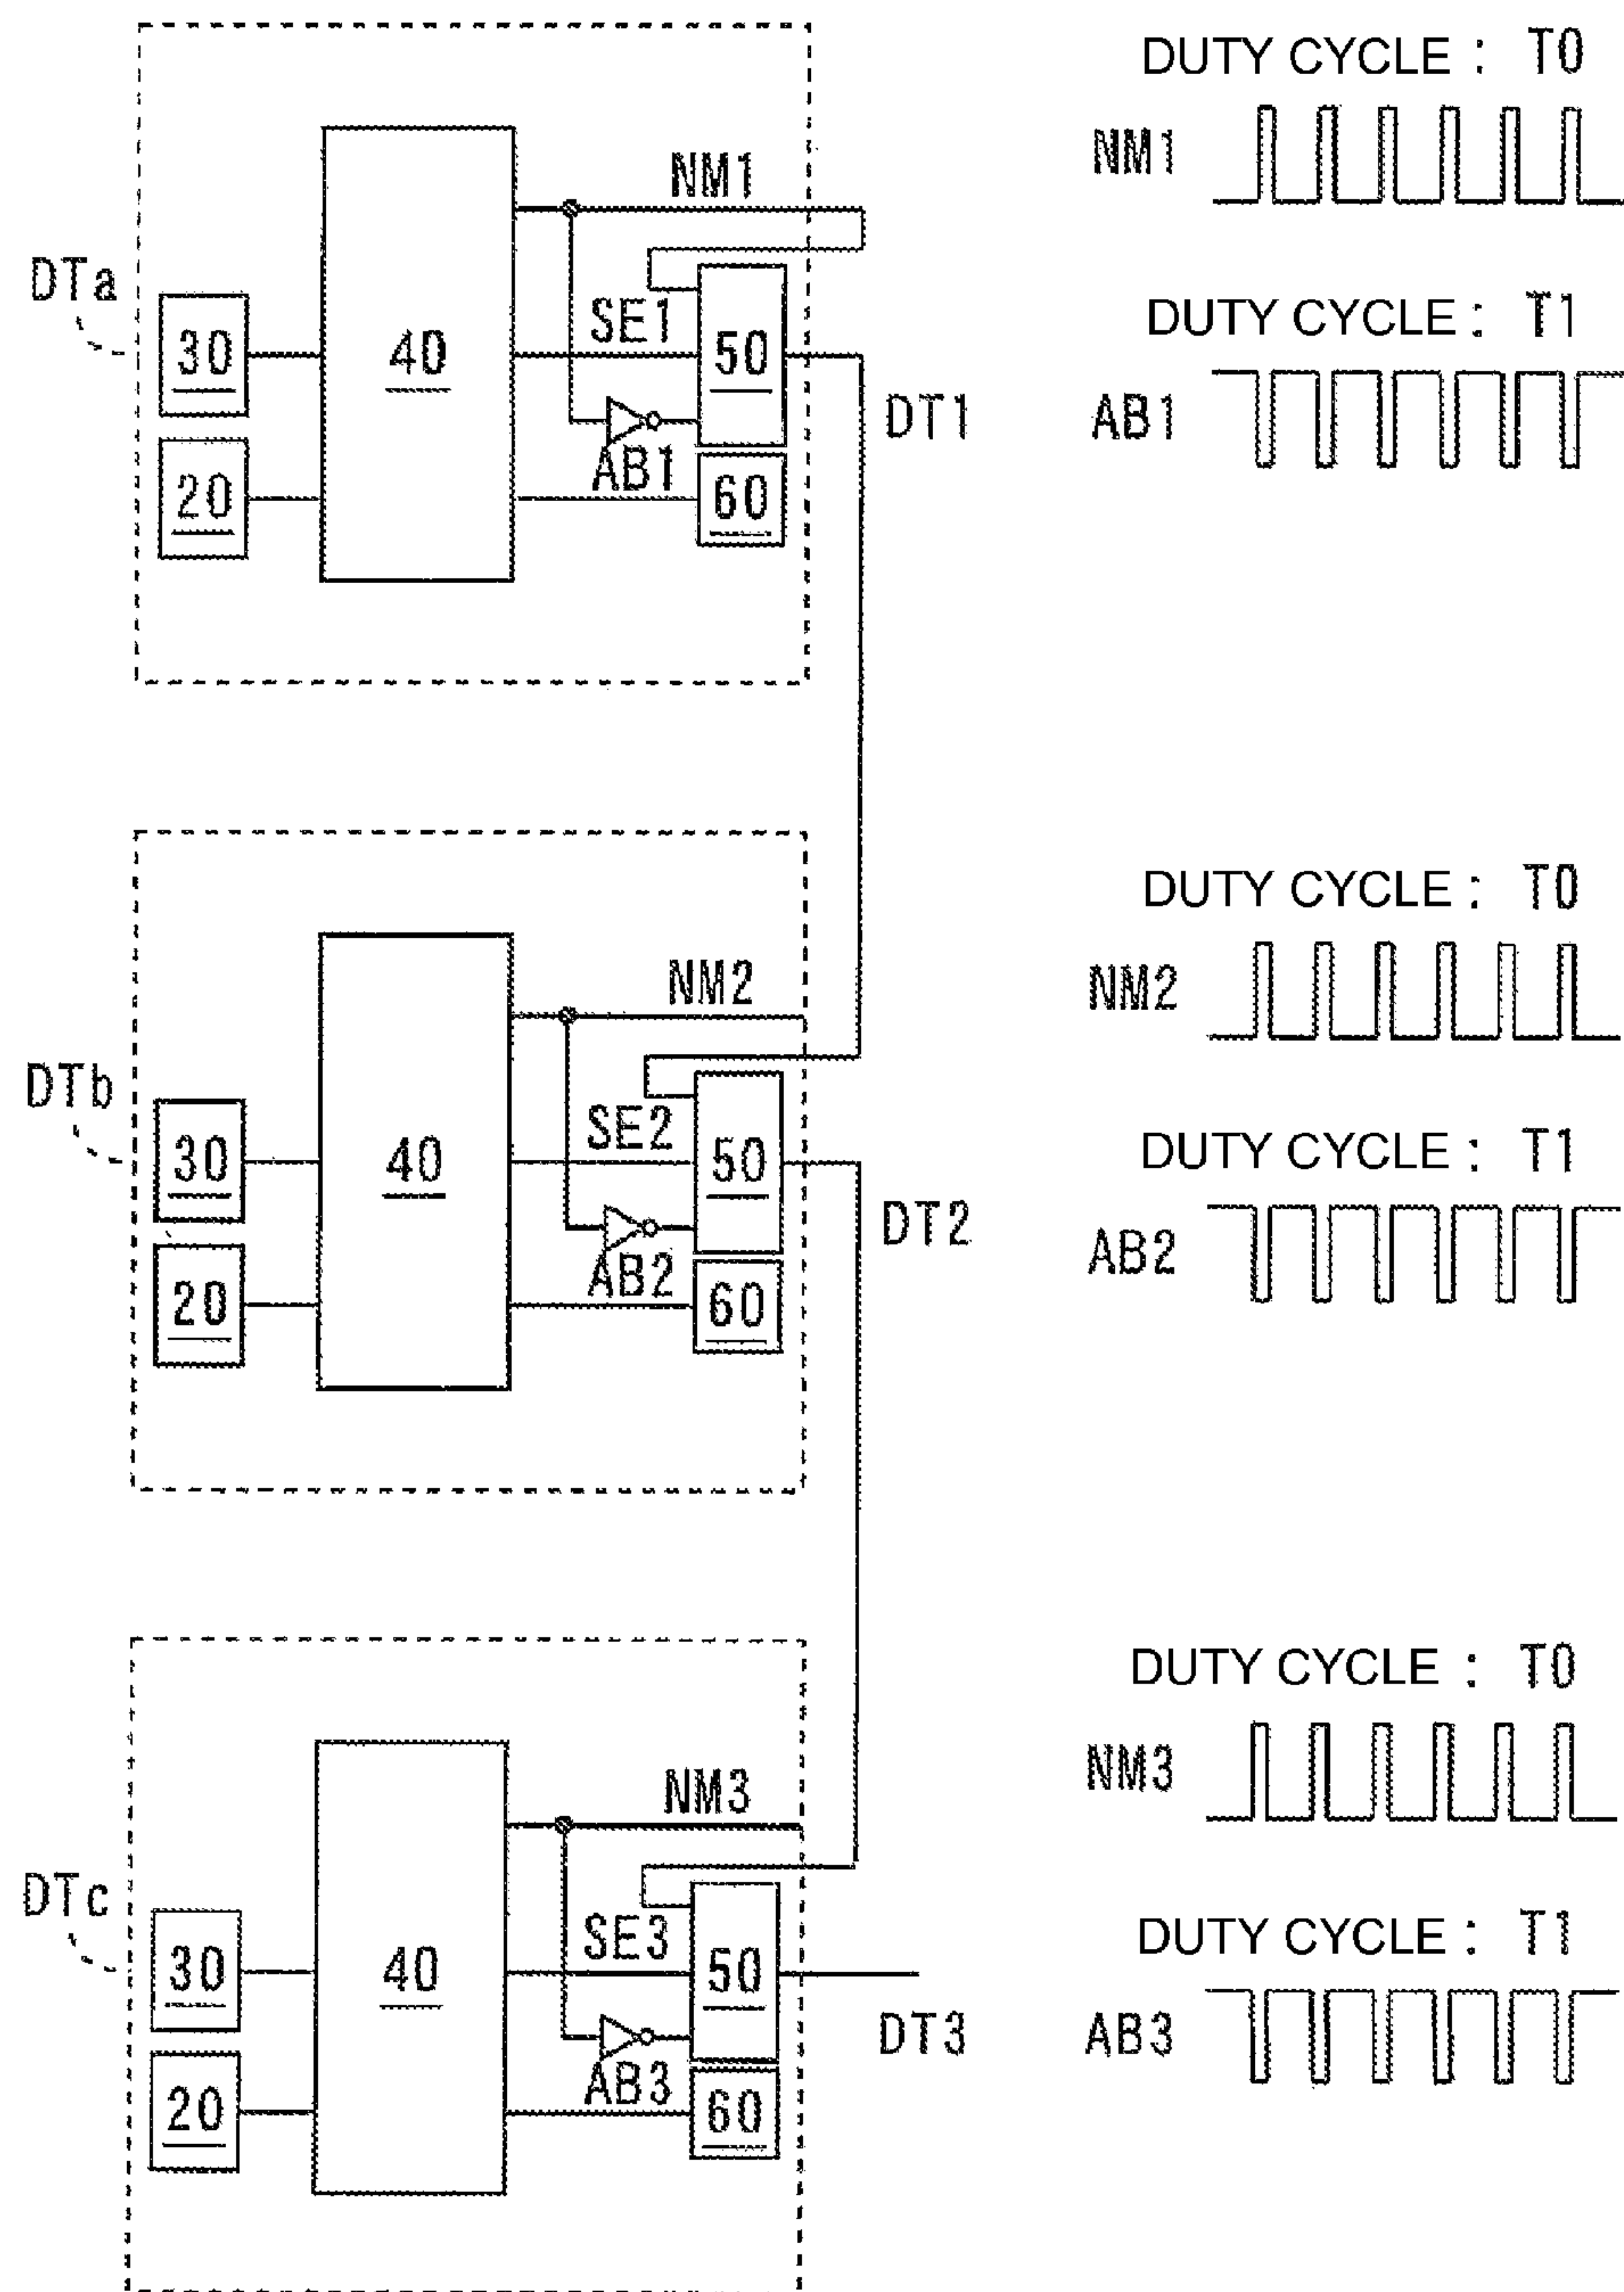 DUTY CYCLE : T0
NM1
NM1
DTa
SE1
DUTY CYCLE : T1
30
40
50
DT1
AB1
AB1
20
60
DUTY CYCLE : T0
NM2
NM2
DTb
SE2
DUTY CYCLE : T1
30
40
50
DT2
AB2
AB2
20
60
DUTY CYCLE : T0
NM3
NM3
DTc
SE3
DUTY CYCLE : T1
30
40
50
DT3
AB3
AB3
20
60